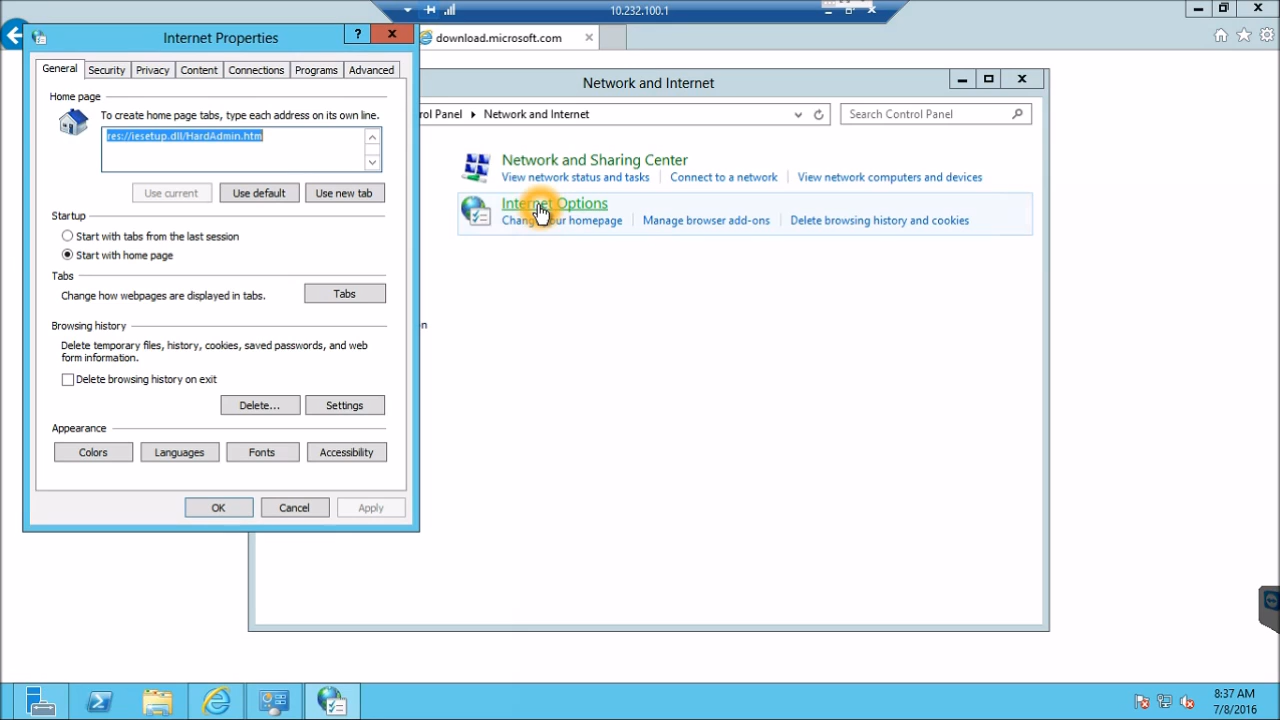 10.232.100.1
download.microsoft.com
Internet Properties
General Security Privacy Content Connections Programs Advanced
Home page
To create home page tabs, type each address on its own line.
res://iesetup.dll/HardAdmin.htm
Use current Use default Use new tab
Startup
Start with tabs from the last session
Start with home page
Tabs
Change how webpages are displayed in tabs.
Tabs
Browsing history
Delete temporary files, history, cookies, saved passwords, and web
form information.
Delete browsing history on exit
Delete... Settings
Appearance
Colors Languages Fonts Accessibility
OK Cancel Apply
Network and Internet
rol Panel Network and Internet
Search Control Panel
Network and Sharing Center
View network status and tasks Connect to a network View network computers and devices
Internet Options
Change your homepage Manage browser add-ons Delete browsing history and cookies
on
8:37 AM
7/8/2016